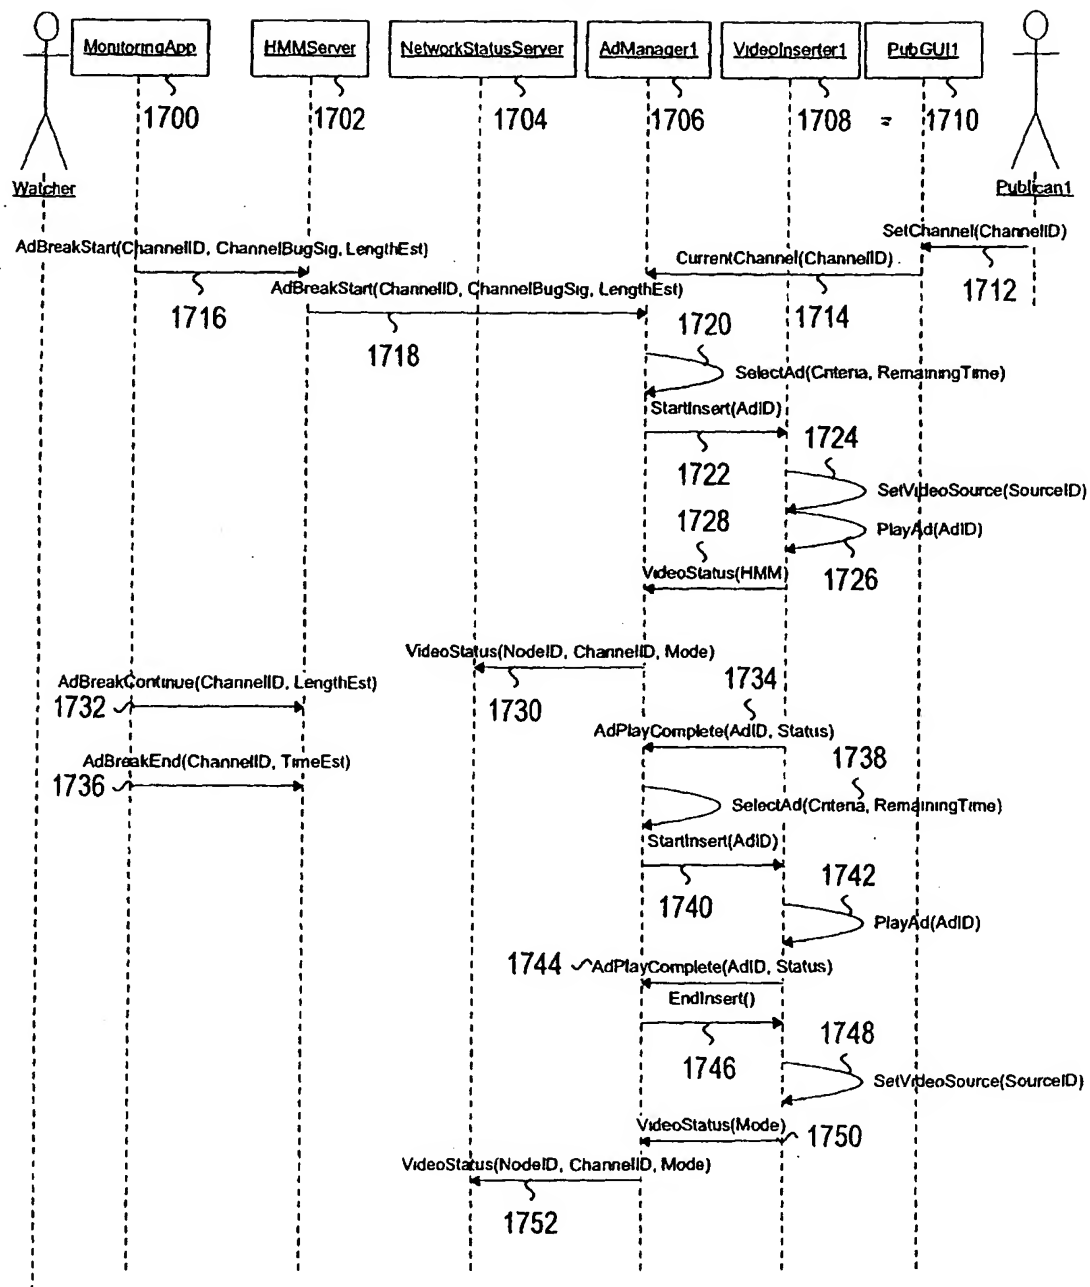 MonitoringApp HMMServer NetworkStatusServer AdManager1 VideoInserter1 PubGUI1
1700 1702 1704 1706 1708 = 1710
Watcher Publican1
SetChannel(ChannelID)
AdBreakStart(ChannelID, ChannelBugSig, LengthEst) CurrentChannel(ChannelID)
1712
AdBreakStart(ChannelID, ChannelBugSig, LengthEst)
1716 1714
1720
1718
SelectAd(Criteria, RemainingTime)
StartInsert(AdID)
1724
1722
SetVideoSource(SourceID)
1728
PlayAd(AdID)
VideoStatus(HMM) 1726
VideoStatus(NodeID, ChannelID, Mode)
AdBreakContinue(ChannelID, LengthEst) 1734
1732 1730
AdPlayComplete(AdID, Status)
AdBreakEnd(ChannelID, TimeEst) 1738
1736
SelectAd(Criteria, RemainingTime)
StartInsert(AdID)
1742
1740
PlayAd(AdID)
1744 AdPlayComplete(AdID, Status)
EndInsert()
1748
1746
SetVideoSource(SourceID)
VideoStatus(Mode) 1750
VideoStatus(NodeID, ChannelID, Mode)
1752